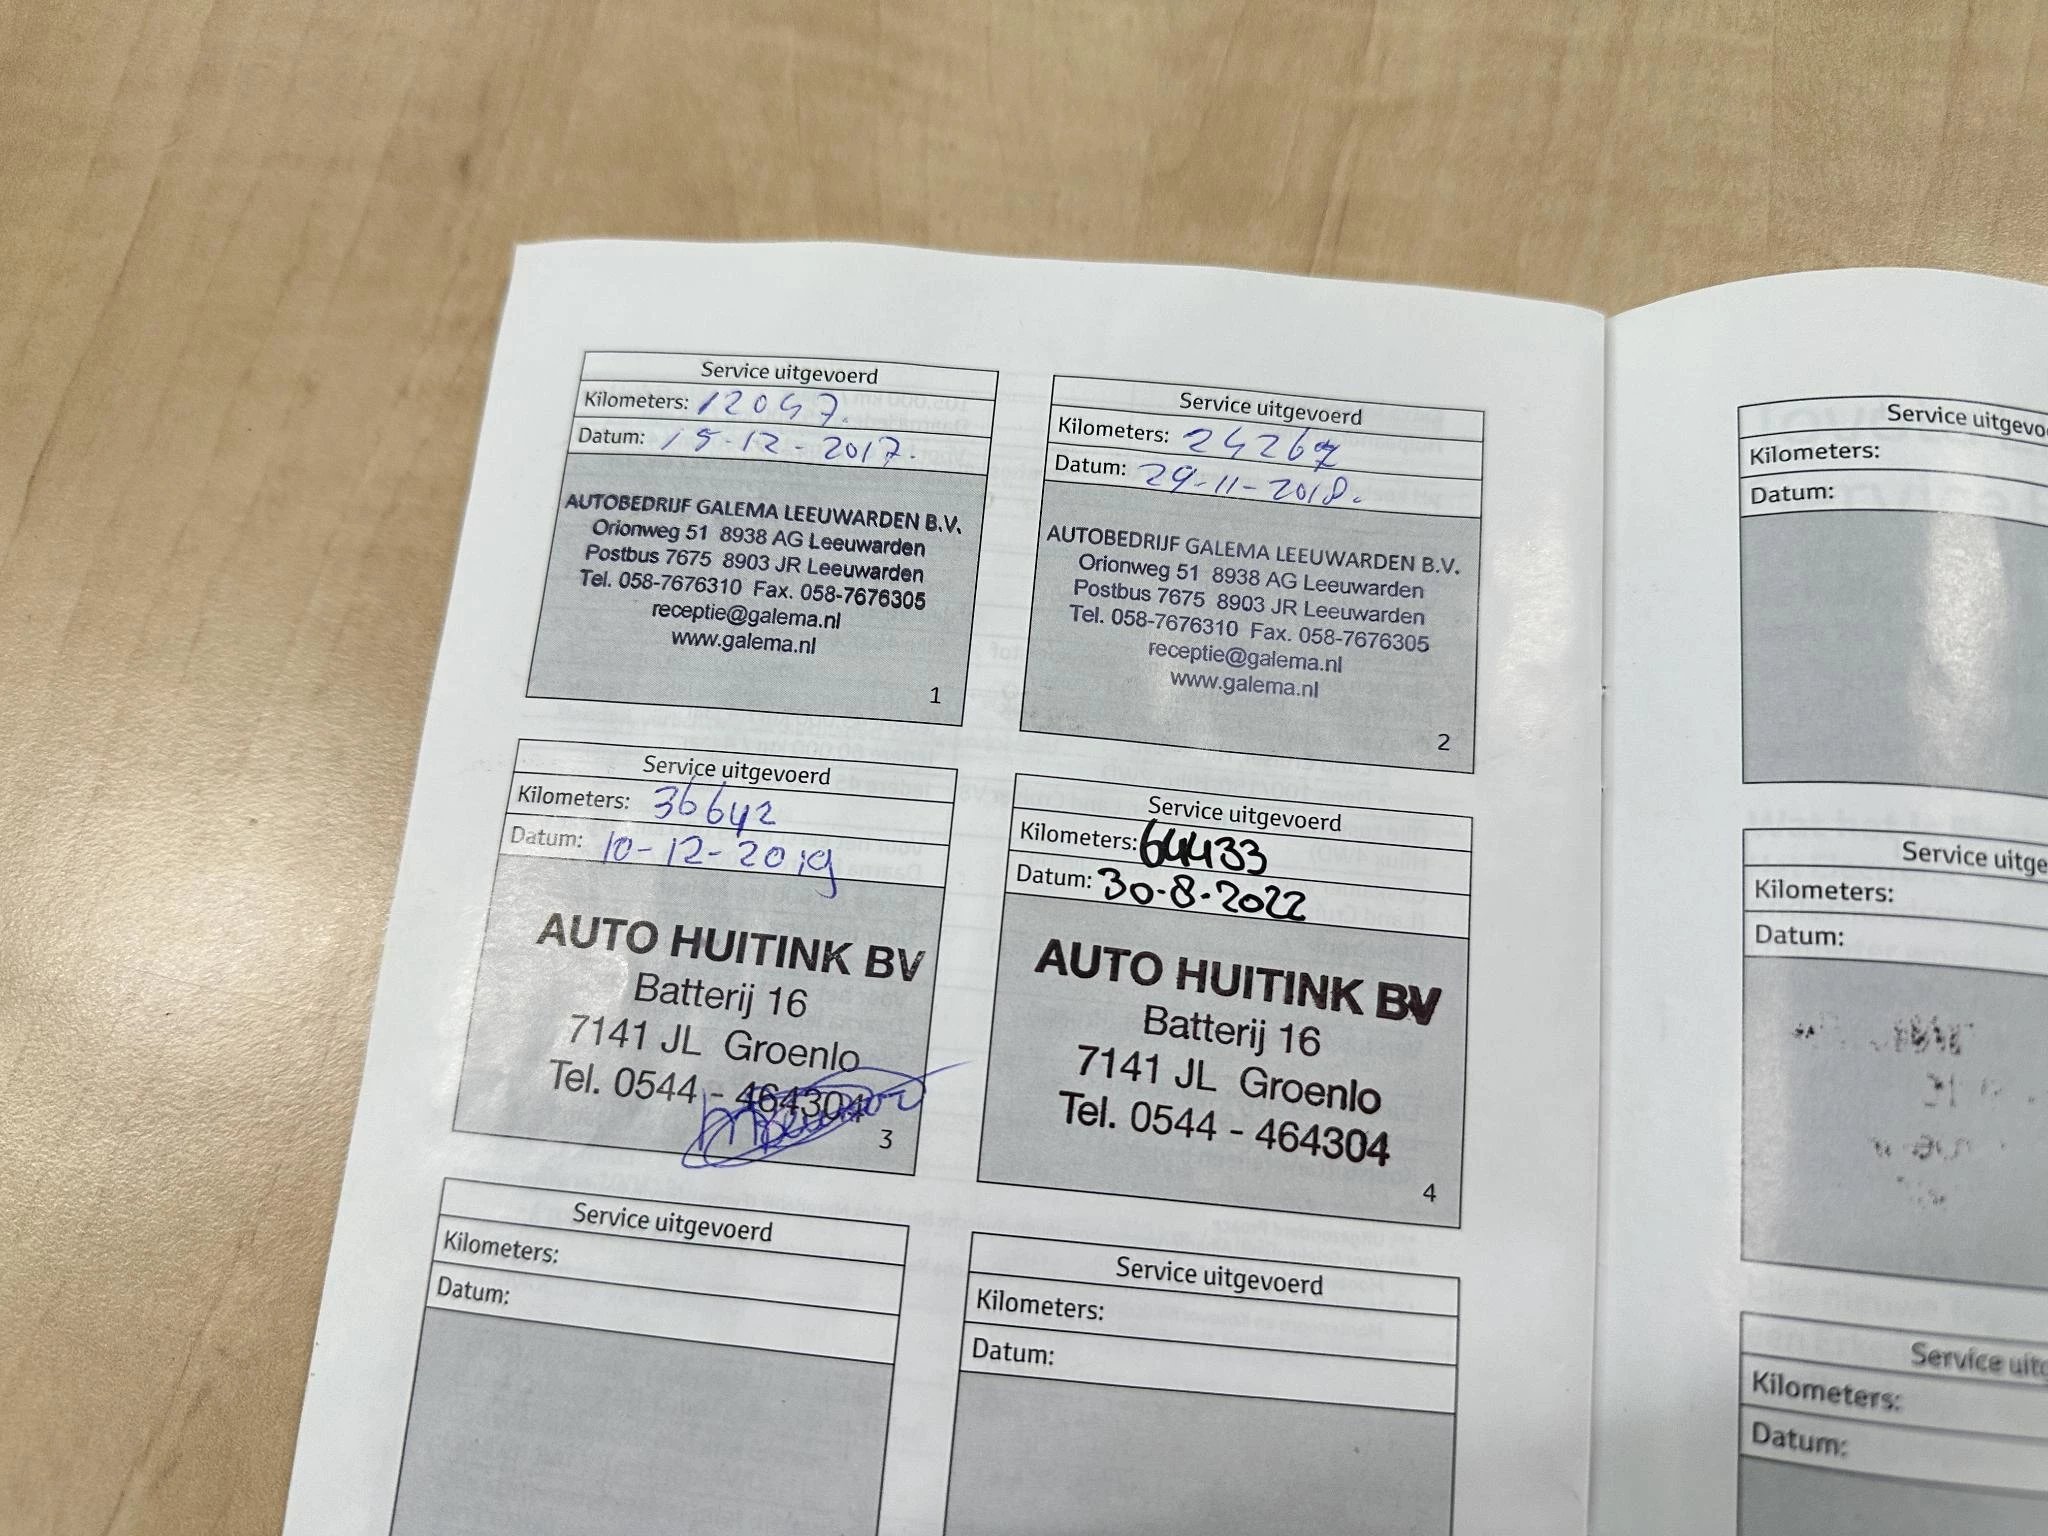 Service uitgevoerd
Kilometers: 12047.
Datum: 15-12-2017.
AUTOBEDRIJF GALEMA LEEUWARDEN B.V.
Orionweg 51 8938 AG Leeuwarden
Postbus 7675 8903 JR Leeuwarden
Tel. 058-7676310 Fax. 058-7676305
receptie@galema.nl
www.galema.nl
1
Service uitgevoerd
Kilometers: 24267
Datum: 29-11-2018.
AUTOBEDRIJF GALEMA LEEUWARDEN B.V.
Orionweg 51 8938 AG Leeuwarden
Postbus 7675 8903 JR Leeuwarden
Tel. 058-7676310 Fax. 058-7676305
receptie@galema.nl
www.galema.nl
2
Service uitgevoerd
Kilometers: 36642
Datum: 10-12-2019
AUTO HUITINK BV
Batterij 16
7141 JL Groenlo
Tel. 0544 - 464304
3
Service uitgevoerd
Kilometers: 64433
Datum: 30-8-2022
AUTO HUITINK BV
Batterij 16
7141 JL Groenlo
Tel. 0544 - 464304
4
Service uitgevoerd
Kilometers:
Datum:
Service uitgevoerd
Kilometers:
Datum:
Service uitgevo
Kilometers:
Datum:
Service uitge
Kilometers:
Datum:
Service uitg
Kilometers:
Datum: